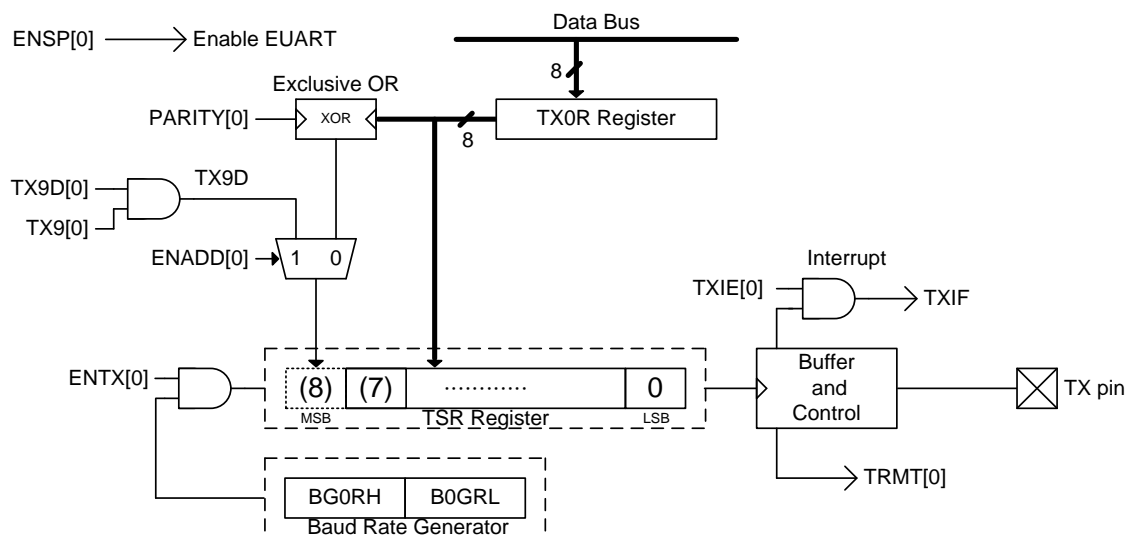 Data Bus
ENSP[0]
Enable EUART
8
Exclusive OR
PARITY[0]
XOR
TX0R Register
8
TX9D[0]
TX9D
TX9[0]
ENADD[0]
1 0
Interrupt
TXIE[0]
TXIF
ENTX[0]
(8) (7) ............ 0
MSB
TSR Register
LSB
Buffer
and
Control
TX pin
TRMT[0]
BG0RH B0GRL
Baud Rate Generator